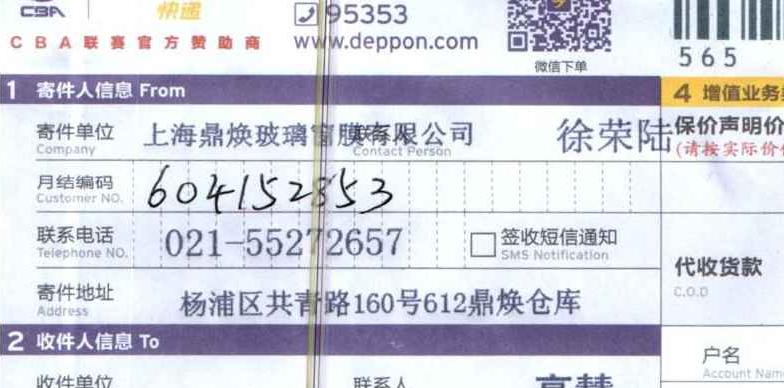 CBA 快递 95353
CBA联赛官方赞助商 www.deppon.com
微信下单
565
1 寄件人信息 From
4 增值业务
寄件单位 上海鼎焕玻璃窗膜有限公司 联系人 徐荣陆
Company Contact Person
保价声明价
(请按实际价
月结编码 604152853
Customer NO.
联系电话 021-55272657 签收短信通知
Telephone NO. SMS Notification
代收货款
C.O.D
寄件地址 杨浦区共青路160号612鼎焕仓库
Address
2 收件人信息 To
户名
Account Name
收件单位 联系人